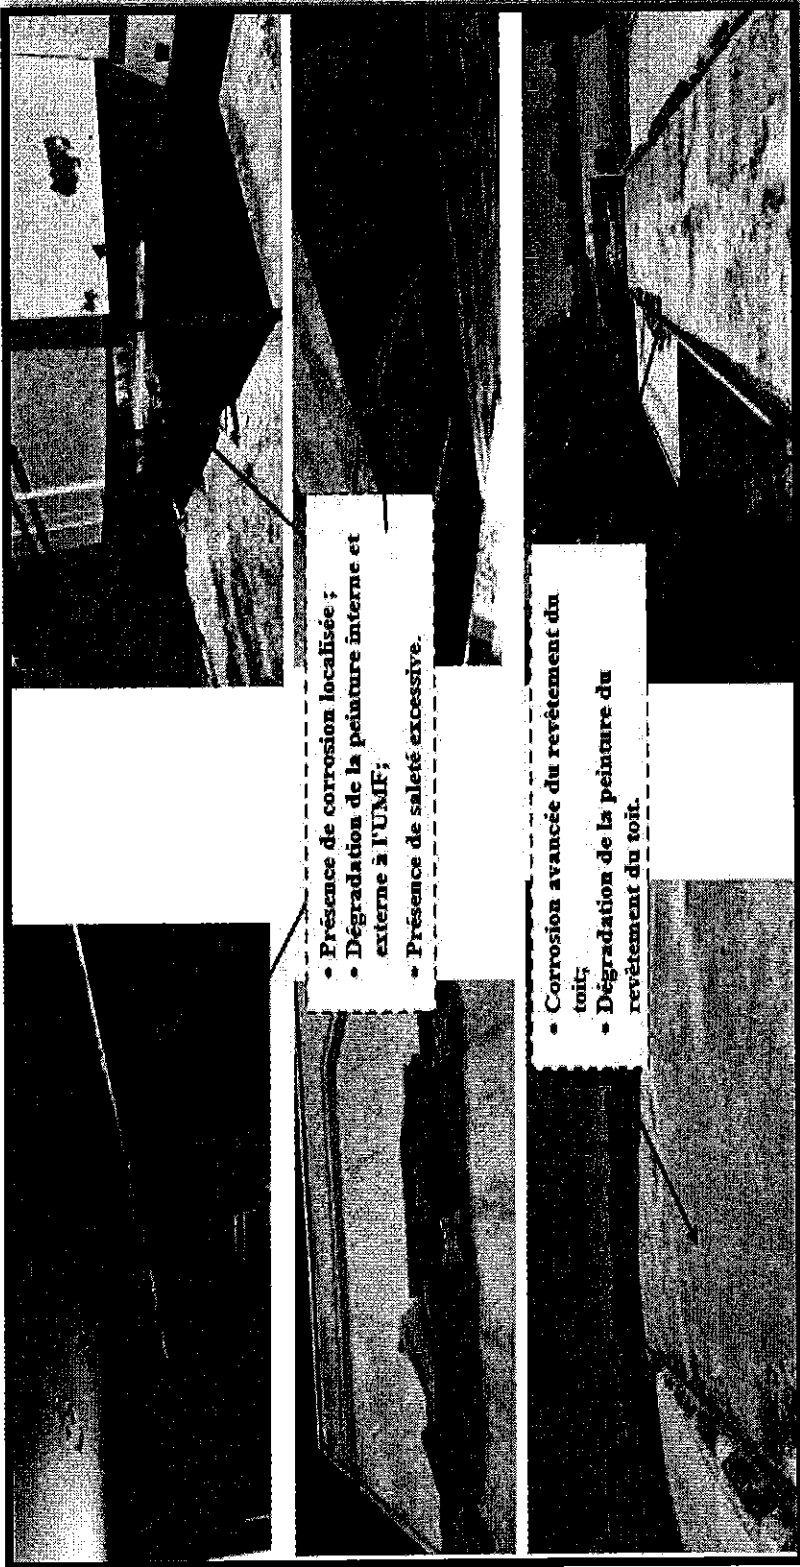 • Présence de corrosion localisée ;
• Dégradation de la peinture interne et
externe à l'UMF;
• Présence de saleté excessive.
• Corrosion avancée du revêtement du
toit;
• Dégradation de la peinture du
revêtement du toit.